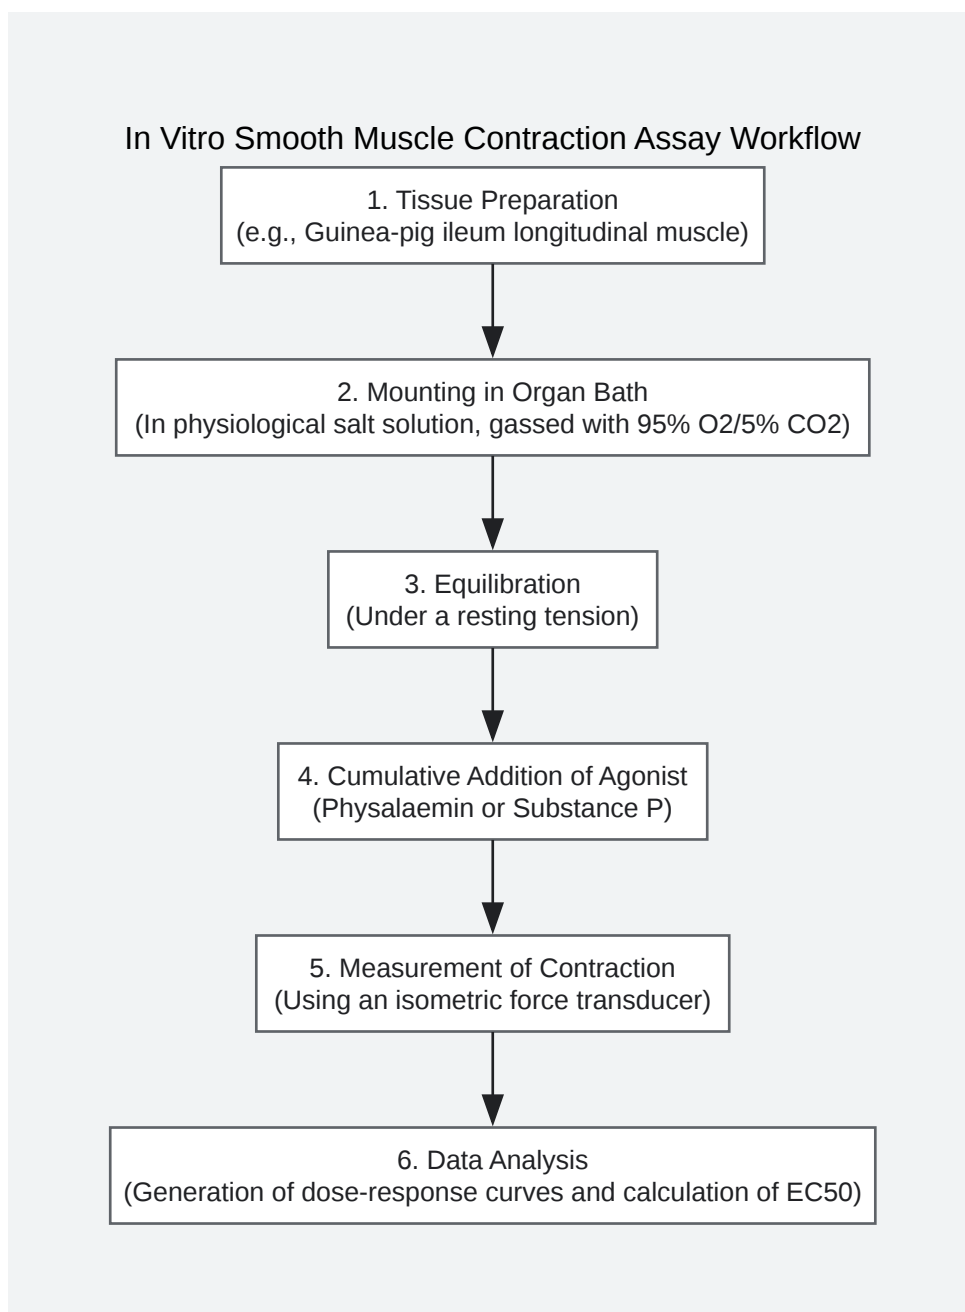 In Vitro Smooth Muscle Contraction Assay Workflow
1. Tissue Preparation
(e.g., Guinea-pig ileum longitudinal muscle)
2. Mounting in Organ Bath
(In physiological salt solution, gassed with 95% O2/5% CO2)
3. Equilibration
(Under a resting tension)
4. Cumulative Addition of Agonist
(Physalaemin or Substance P)
5. Measurement of Contraction
(Using an isometric force transducer)
6. Data Analysis
(Generation of dose-response curves and calculation of EC50)